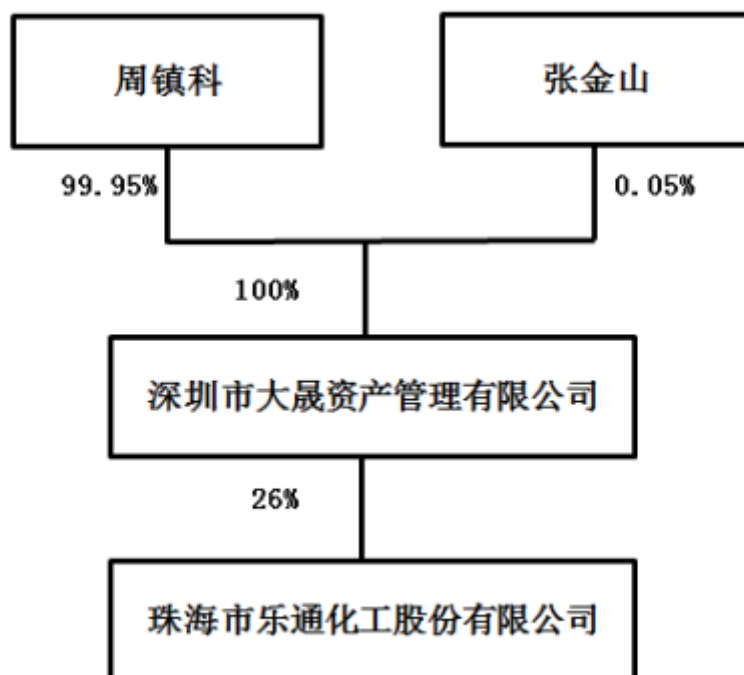 周镇科
张金山
99.95%
0.05%
100%
深圳市大晟资产管理有限公司
26%
珠海市乐通化工股份有限公司